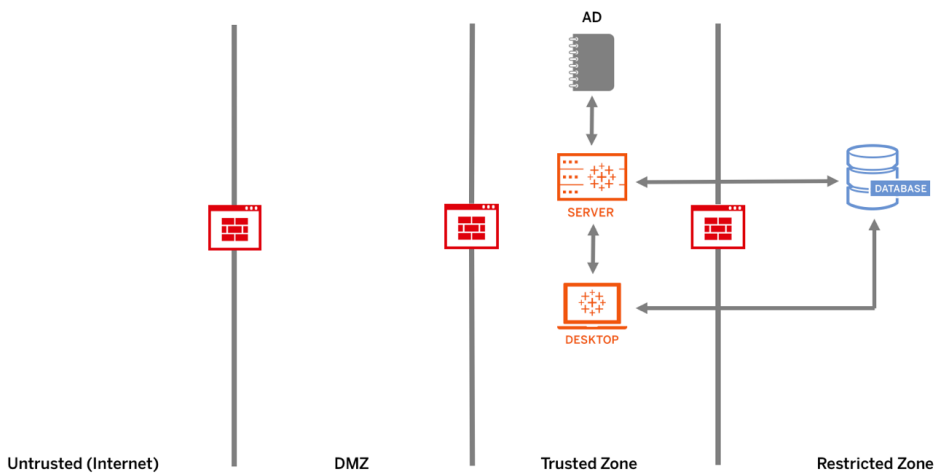 AD
SERVER
DATABASE
DESKTOP
Untrusted (Internet)
DMZ
Trusted Zone
Restricted Zone